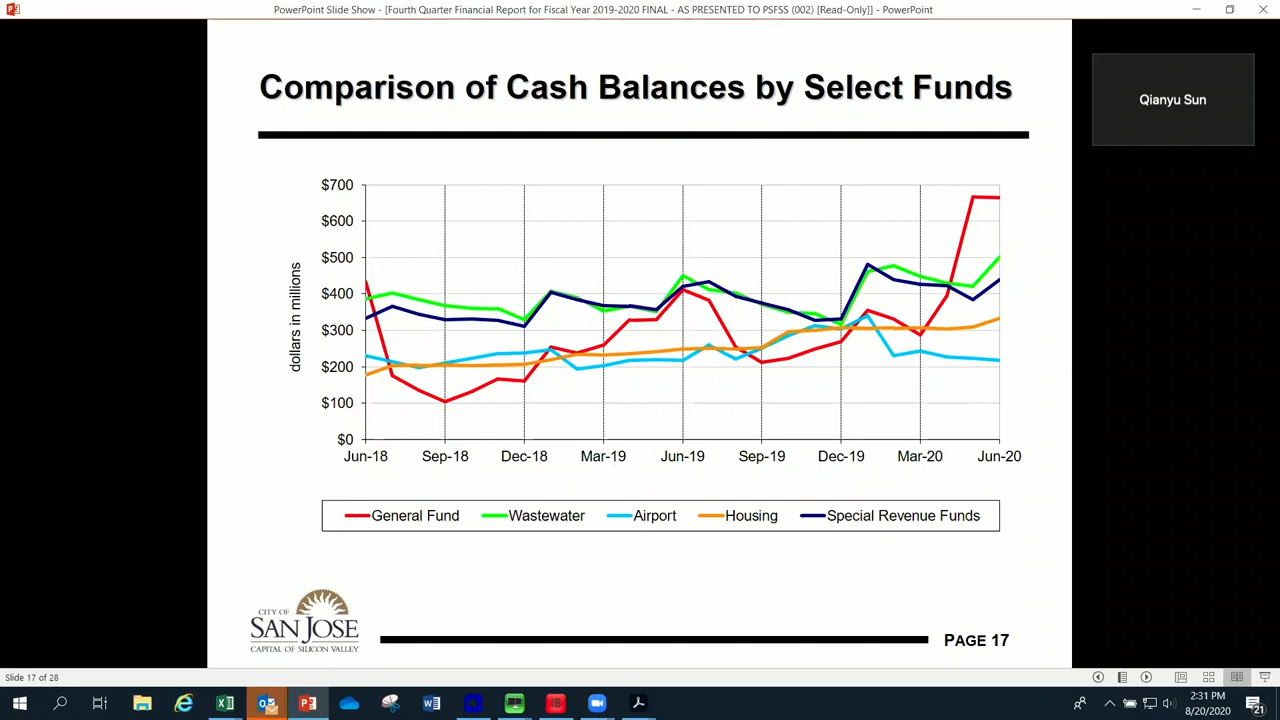 PowerPoint Slide Show - [Fourth Quarter Financial Report for Fiscal Year 2019-2020 FINAL - AS PRESENTED TO PSFSS (002) [Read-Only]] - PowerPoint
Comparison of Cash Balances by Select Funds
Qianyu Sun
dollars in millions
$700
$600
$500
$400
$300
$200
$100
$0
Jun-18 Sep-18 Dec-18 Mar-19 Jun-19 Sep-19 Dec-19 Mar-20 Jun-20
General Fund Wastewater Airport Housing Special Revenue Funds
CITY OF
SAN JOSE
CAPITAL OF SILICON VALLEY
PAGE 17
Slide 17 of 28
2:31 PM
8/20/2020
21